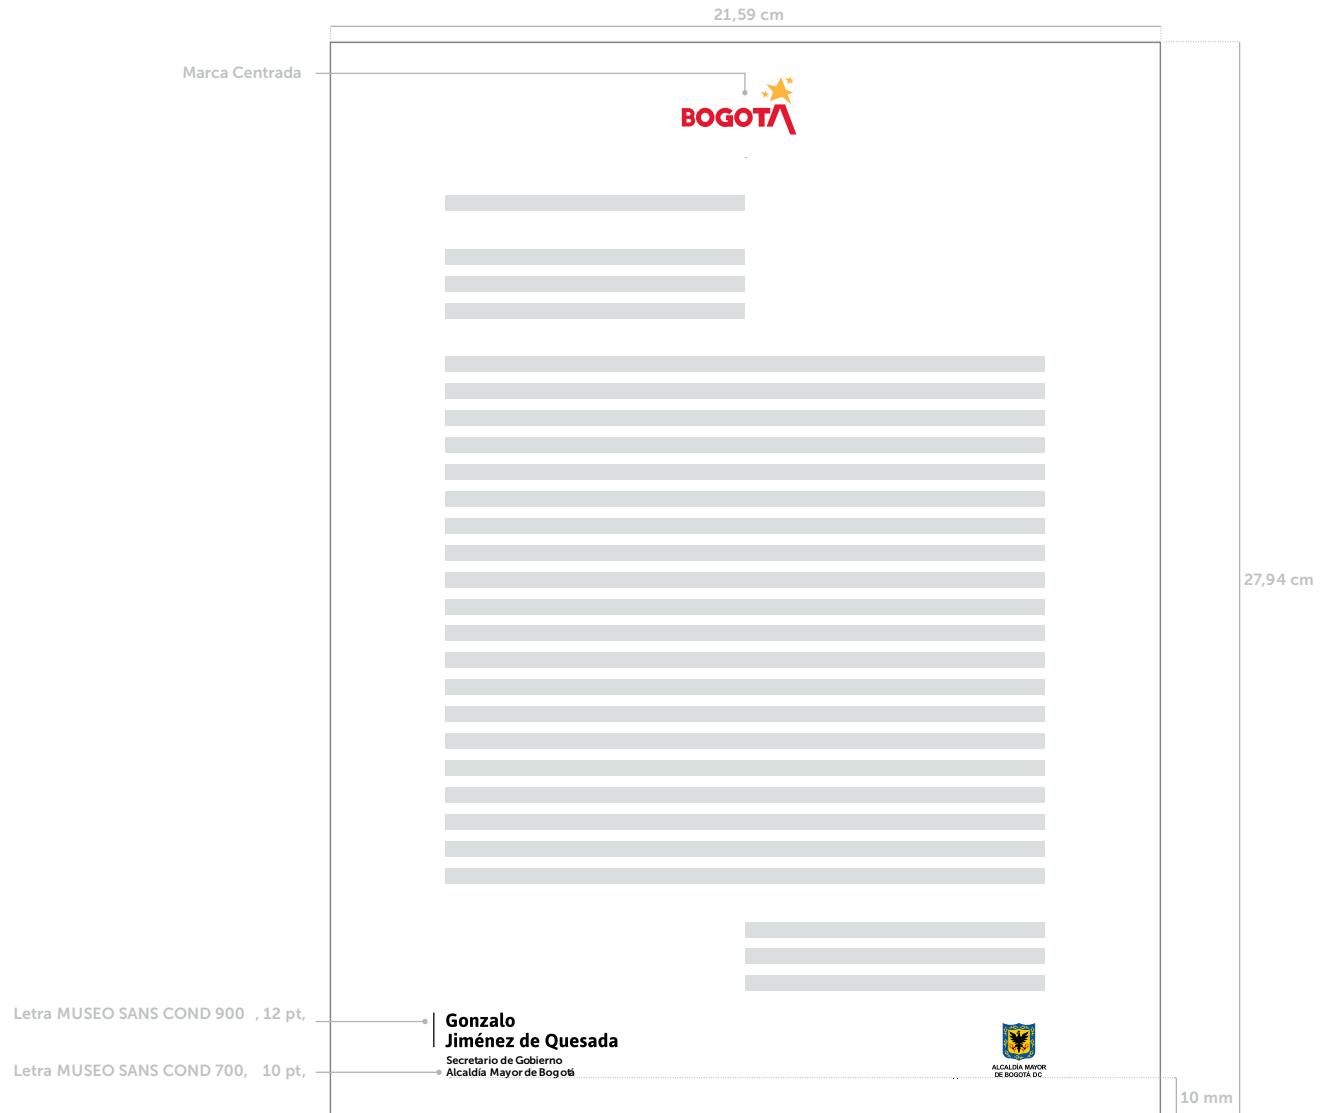 21,59 cm
Marca Centrada
BOGOTÁ
27,94 cm
Letra MUSEO SANS COND 900 , 12 pt,
Gonzalo
Jiménez de Quesada
Secretario de Gobierno
Letra MUSEO SANS COND 700, 10 pt,
Alcaldía Mayor de Bogotá
ALCALDÍA MAYOR
DE BOGOTÁ DC
10 mm